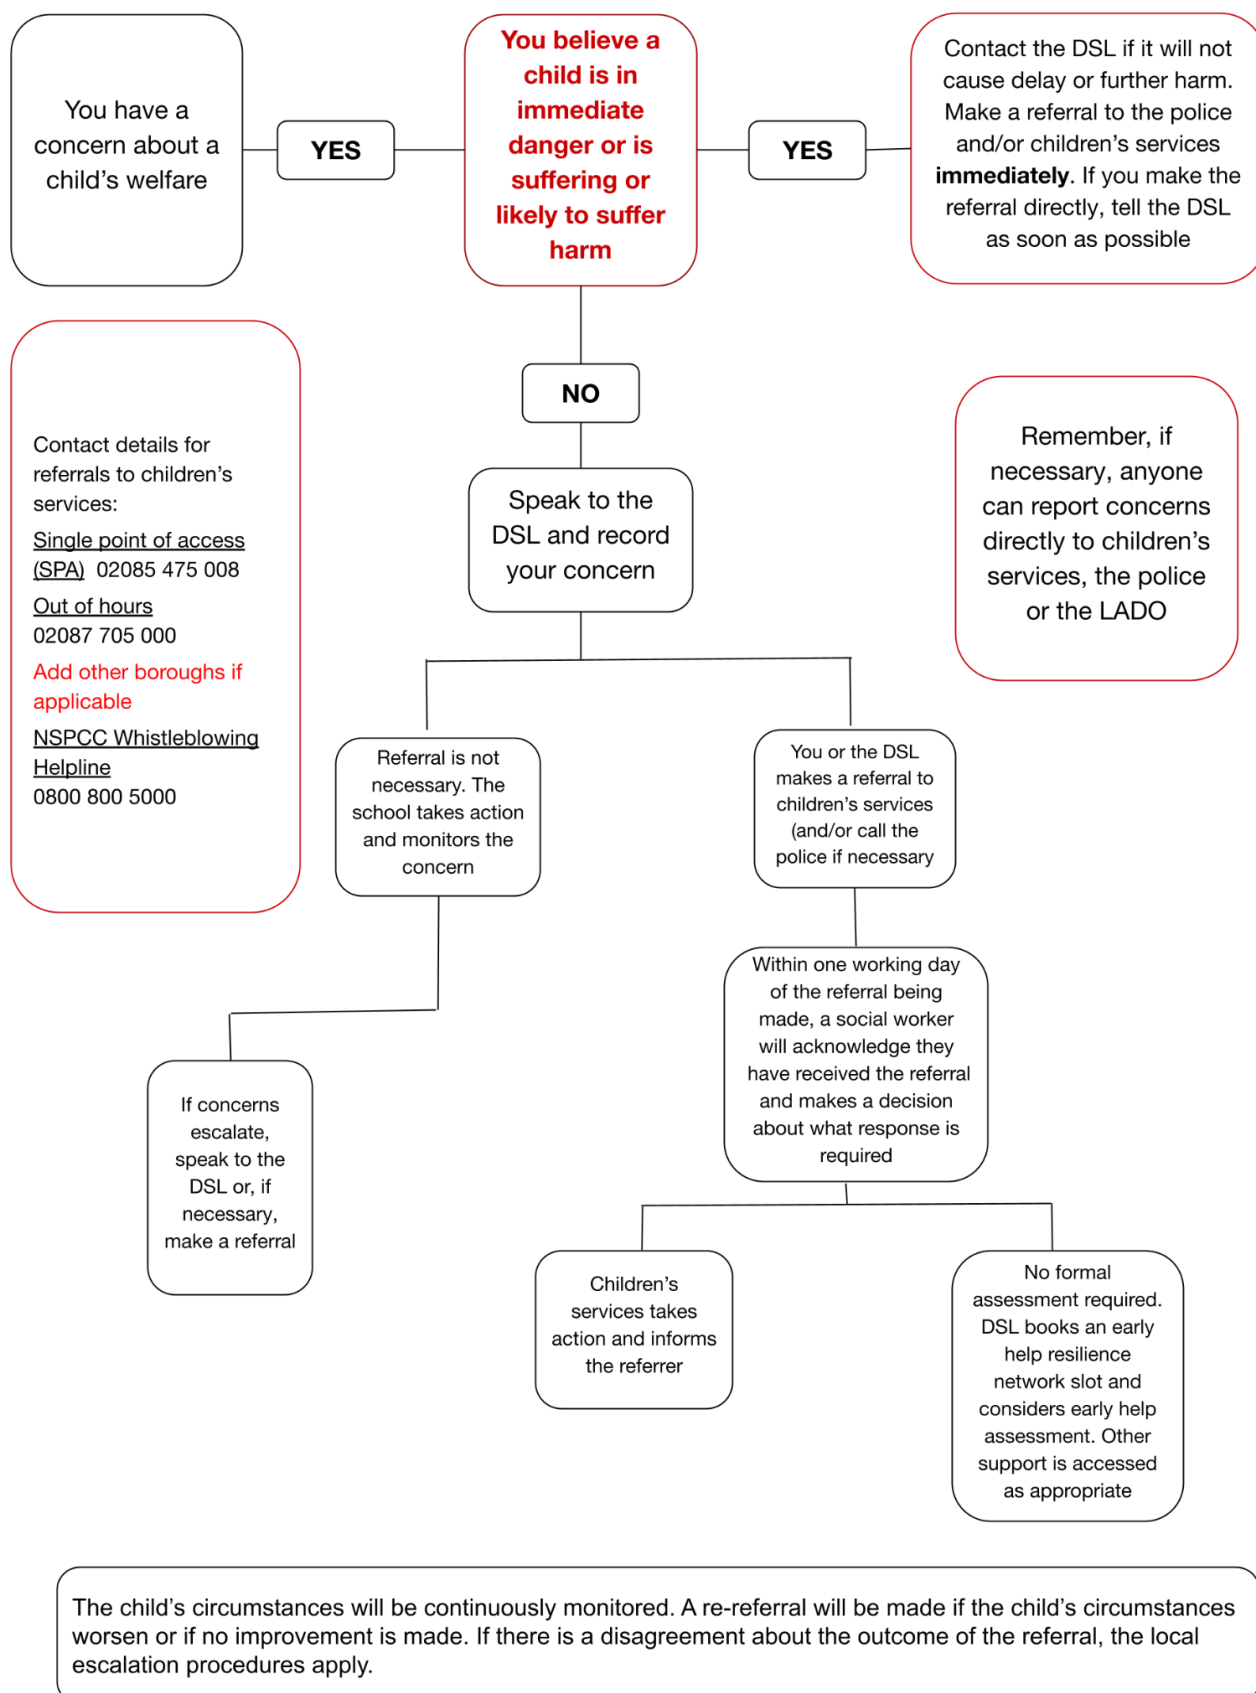 You have a
concern about a
child's welfare
YES
You believe a
child is in
immediate
danger or is
suffering or
likely to suffer
harm
YES
Contact the DSL if it will not
cause delay or further harm.
Make a referral to the police
and/or children's services
immediately. If you make the
referral directly, tell the DSL
as soon as possible
NO
Speak to the
DSL and record
your concern
Contact details for
referrals to children's
services:
Single point of access
(SPA)  02085 475 008
Out of hours
02087 705 000
Add other boroughs if
applicable
NSPCC Whistleblowing
Helpline
0800 800 5000
Remember, if
necessary, anyone
can report concerns
directly to children's
services, the police
or the LADO
Referral is not
necessary. The
school takes action
and monitors the
concern
You or the DSL
makes a referral to
children's services
(and/or call the
police if necessary
If concerns
escalate,
speak to the
DSL or, if
necessary,
make a referral
Within one working day
of the referral being
made, a social worker
will acknowledge they
have received the referral
and makes a decision
about what response is
required
Children's
services takes
action and informs
the referrer
No formal
assessment required.
DSL books an early
help resilience
network slot and
considers early help
assessment. Other
support is accessed
as appropriate
The child's circumstances will be continuously monitored. A re-referral will be made if the child's circumstances
worsen or if no improvement is made. If there is a disagreement about the outcome of the referral, the local
escalation procedures apply.